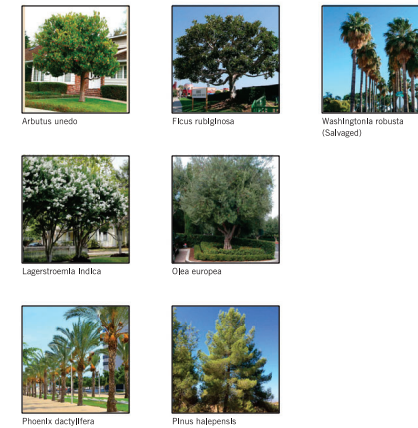 Arbutus unedo
Ficus rubiginosa
Washingtonia robusta
(Salvaged)
Lagerstroemia Indica
Olea europea
Phoenix dactylifera
Pinus halepensis